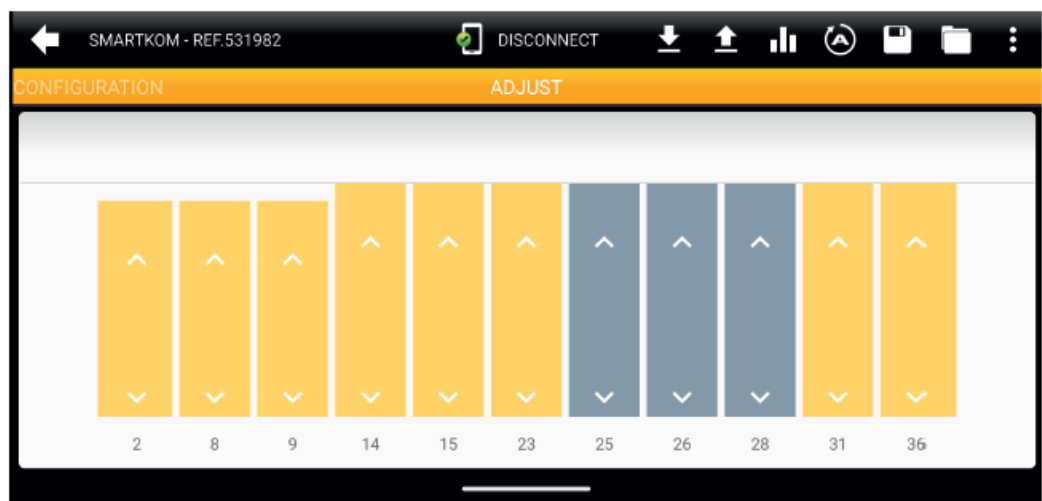 SMARTKOM - REF.531982 DISCONNECT A
CONFIGURATION ADJUST
2 8 9 14 15 23 25 26 28 31 36